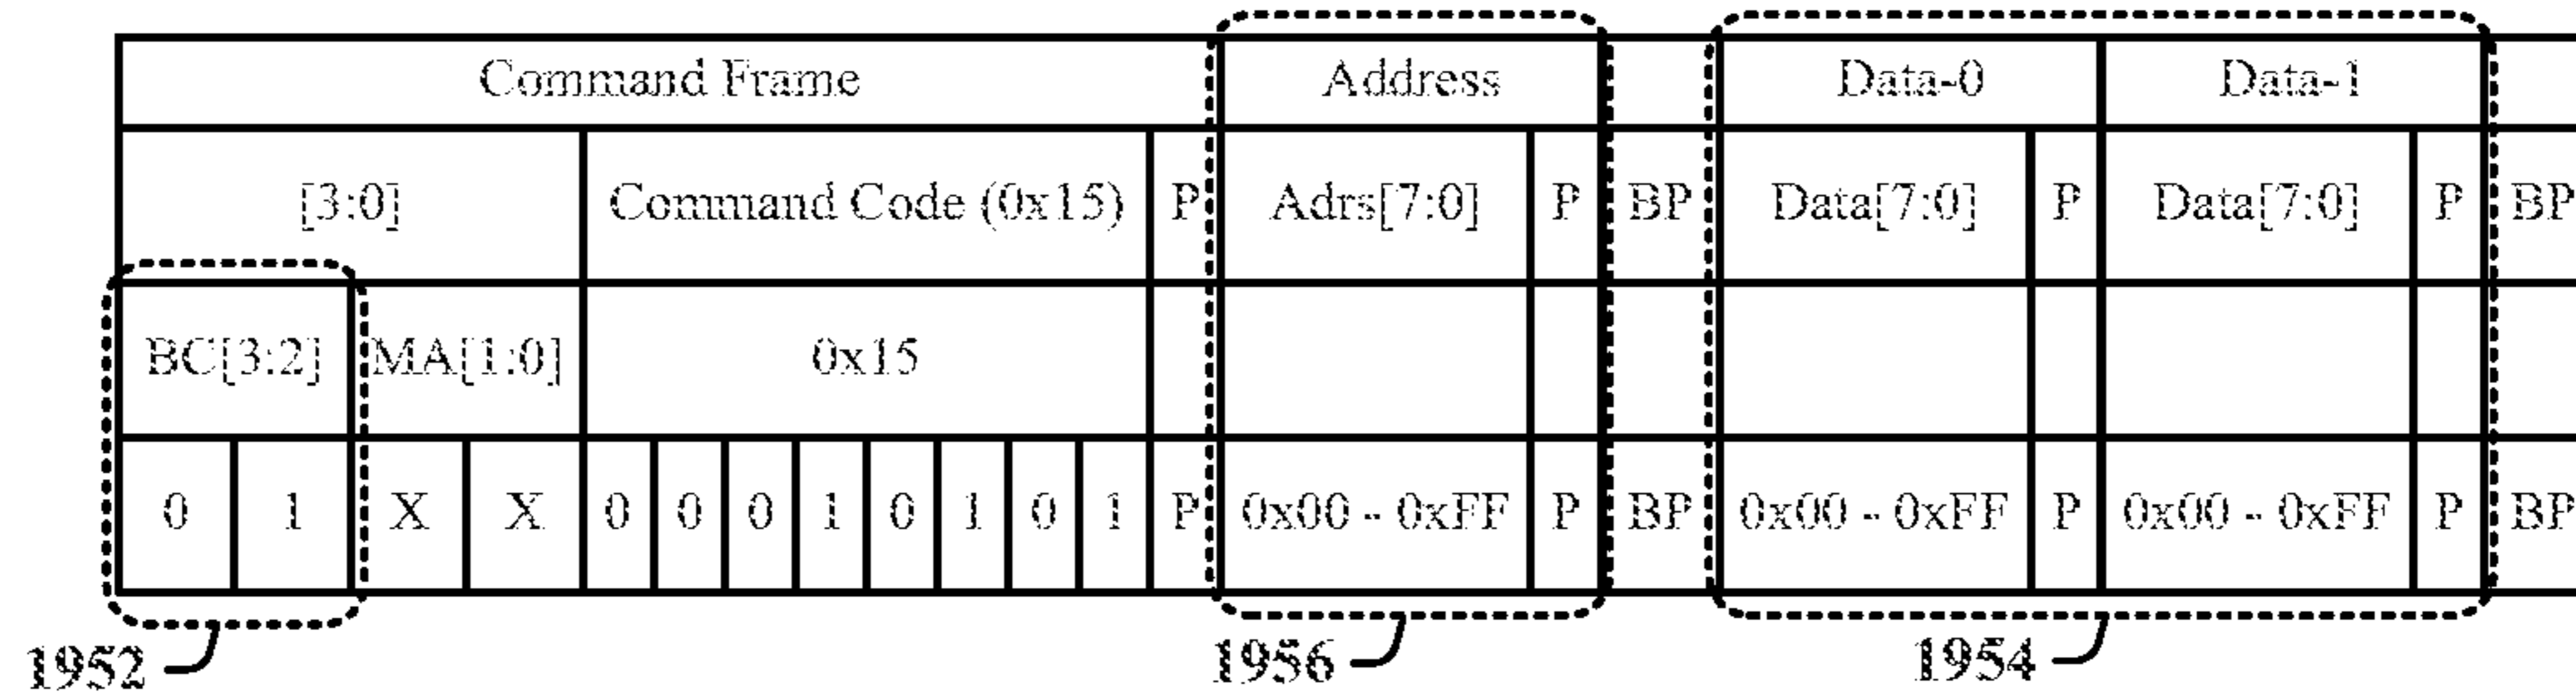 Command Frame Address Data-0 Data-1
[3:0] Command Code (0x15) P Adrs[7:0] P BP Data[7:0] P Data[7:0] P BP
BC[3:2] MA[1:0] 0x15
0 1 X X 0 0 0 1 0 1 0 1 P 0x00 - 0xFF P BP 0x00 - 0xFF P 0x00 - 0xFF P BP
1952 1956 1954